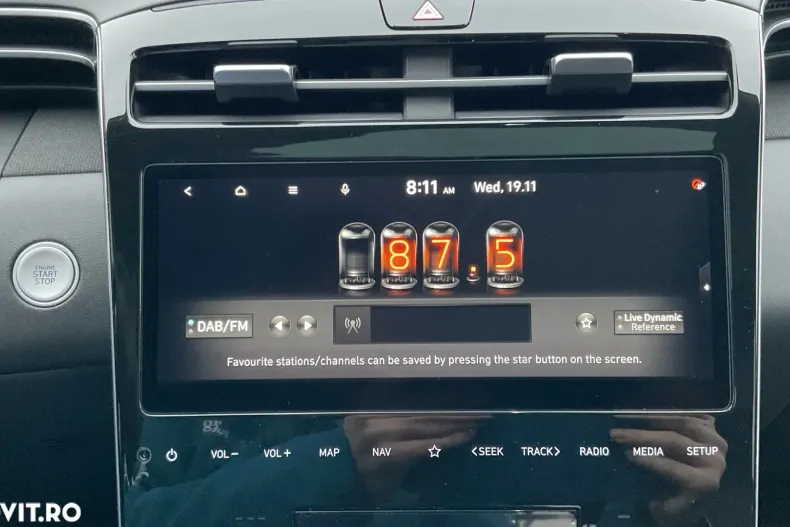 8:11 AM Wed, 19.11
87.5
ENGINE
START
STOP
DAB/FM
Live Dynamic
Reference
Favourite stations/channels can be saved by pressing the star button on the screen.
VOL− VOL+ MAP NAV <SEEK TRACK> RADIO MEDIA SETUP
OVIT.RO